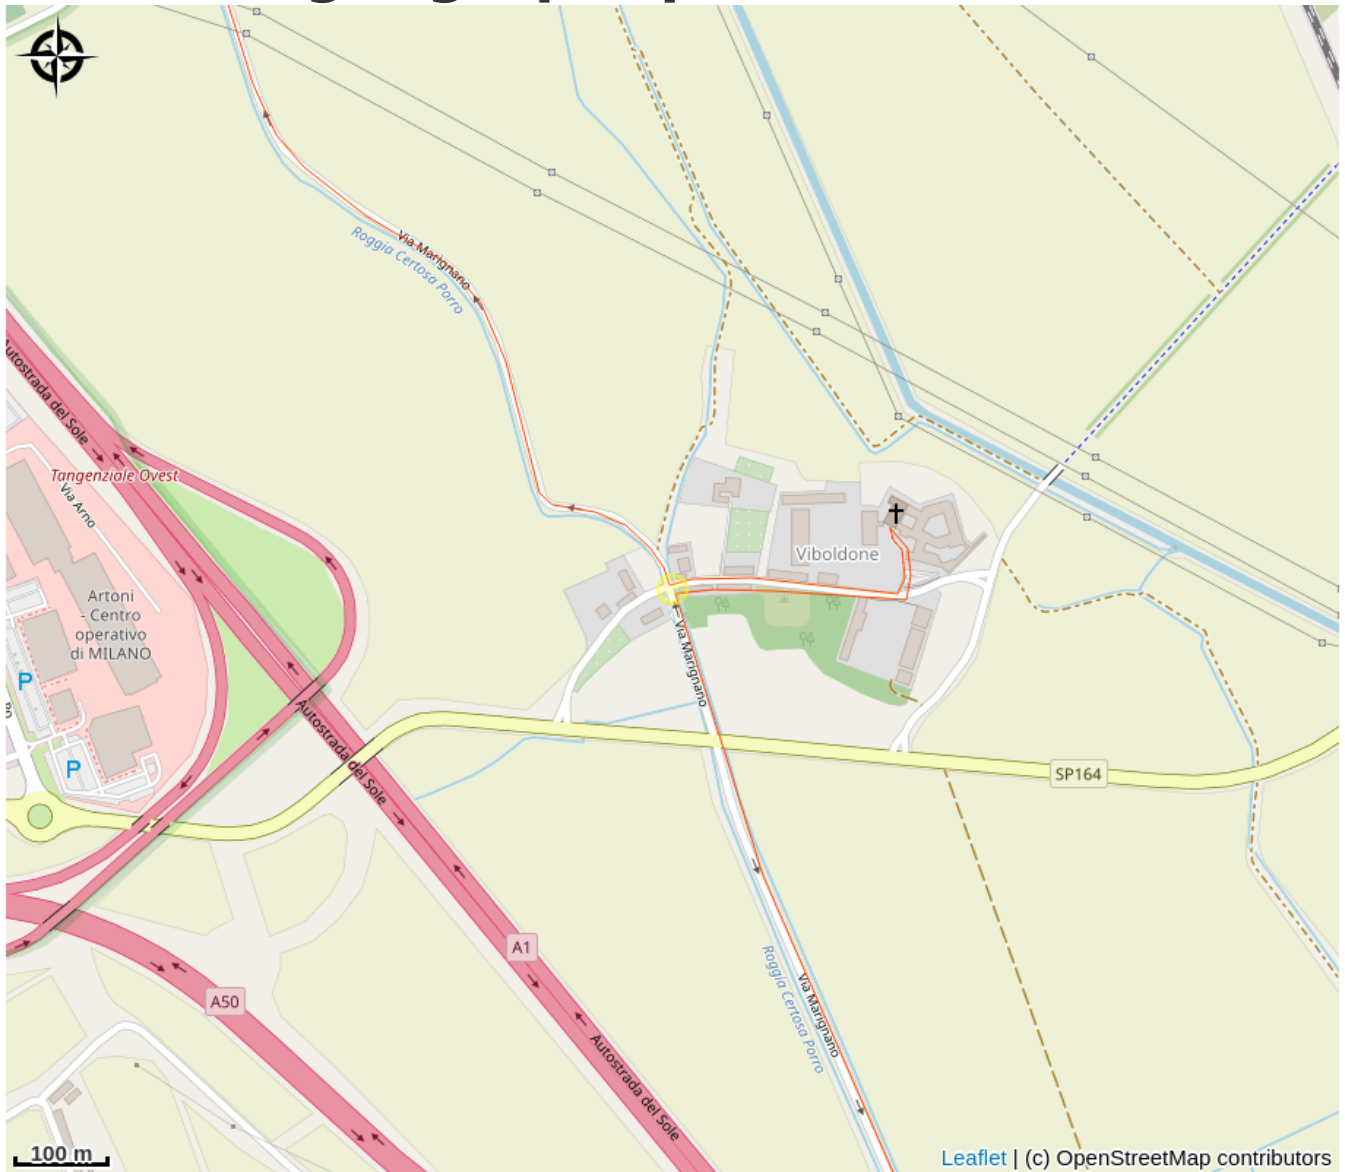 Via Marignano
Roggia Certosa Porro
Autostrada del Sole
Tangenziale Ovest
Via Arno
Viboldone
Artoni
- Centro
operativo
di MILANO
P
Via Marignano
Autostrada del Sole
P
SP164
A1
A50
Roggia Certosa Porro
Via Marignano
Autostrada del Sole
100 m
Leaflet | (c) OpenStreetMap contributors